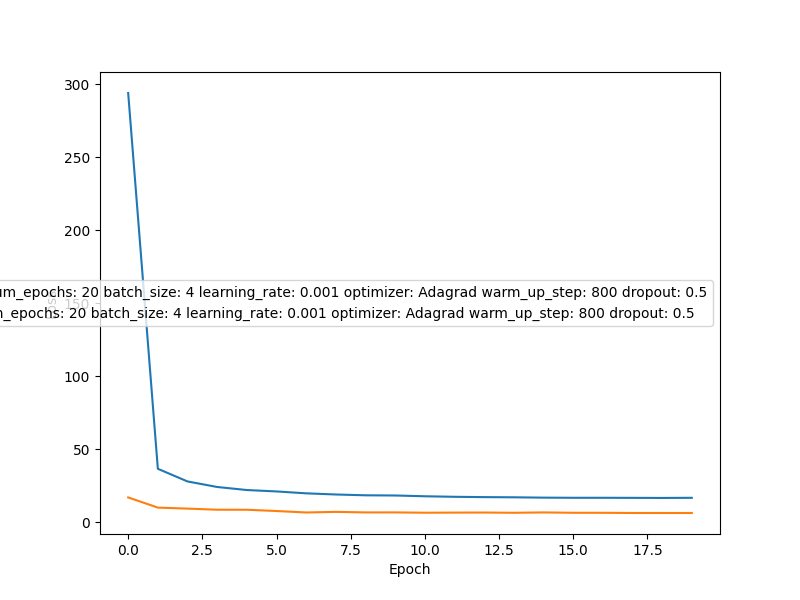 300
250
200
um_epochs: 20 batch_size: 4 learning_rate: 0.001 optimizer: Adagrad warm_up_step: 800 dropout: 0.5
150
n_epochs: 20 batch_size: 4 learning_rate: 0.001 optimizer: Adagrad warm_up_step: 800 dropout: 0.5
100
50
0
0.0 2.5 5.0 7.5 10.0 12.5 15.0 17.5
Epoch